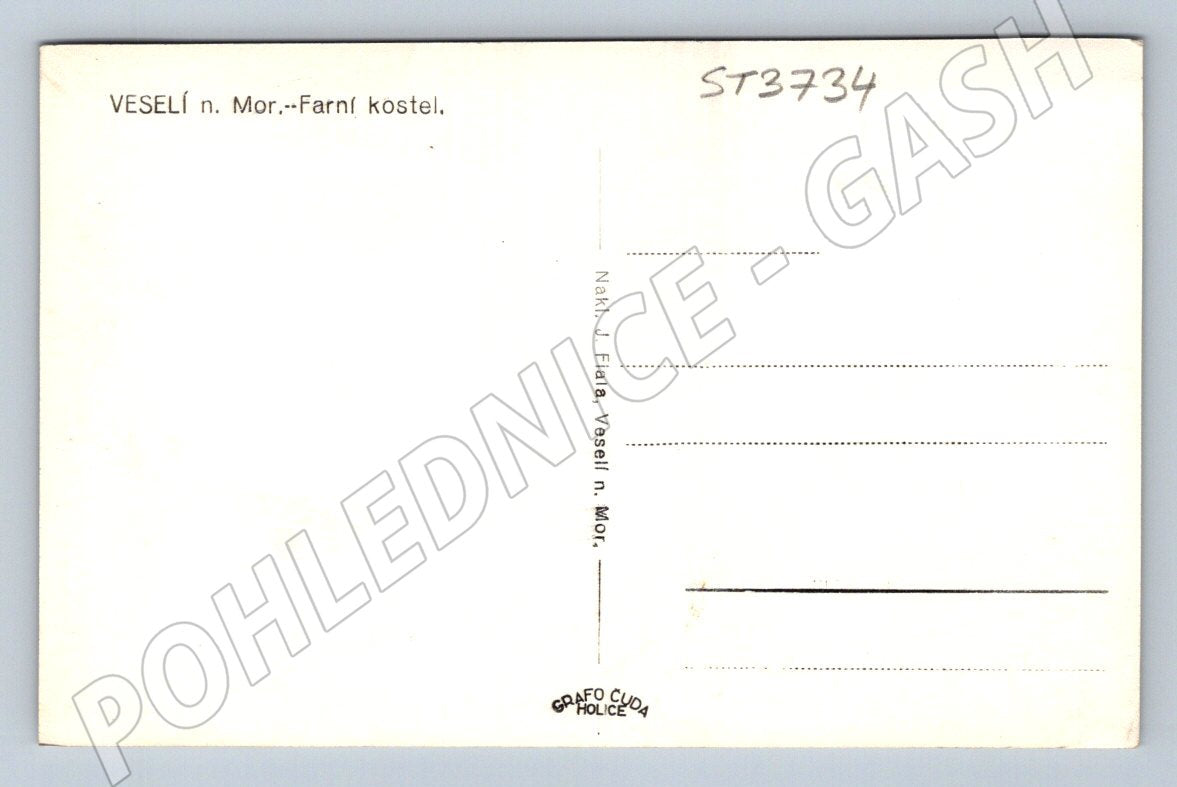 VESELÍ n. Mor.--Farní kostel.
ST3734
Nakl. J. Fiala, Veselí n. Mor.
GRAFO ČUDA
HOLICE
POHLEDNICE - GASH